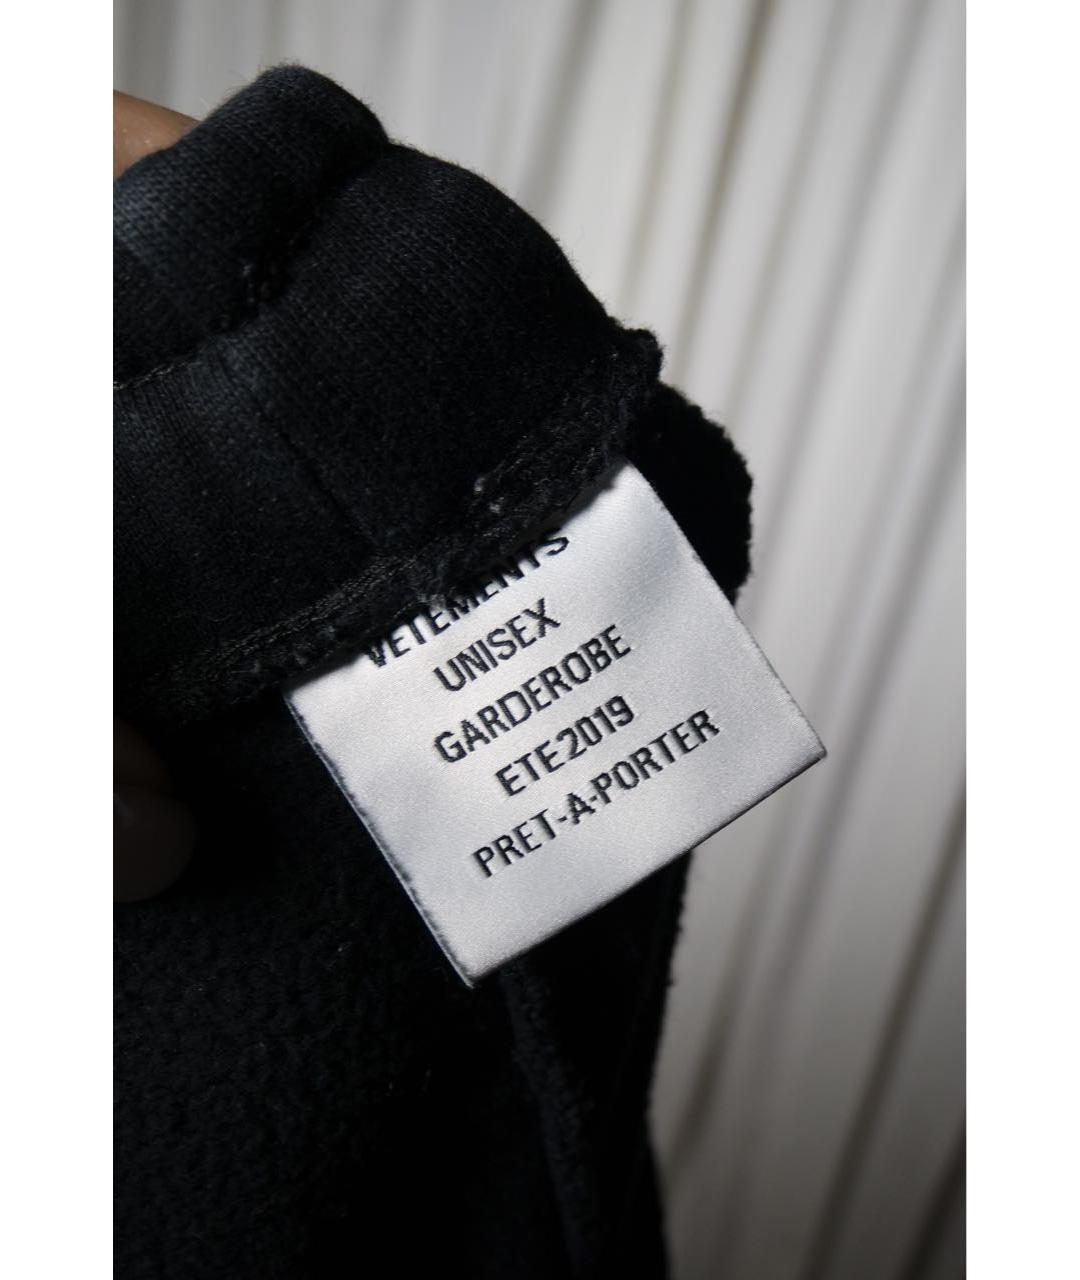 VETEMENTS
UNISEX
GARDEROBE
ETE2019
PRET-A-PORTER